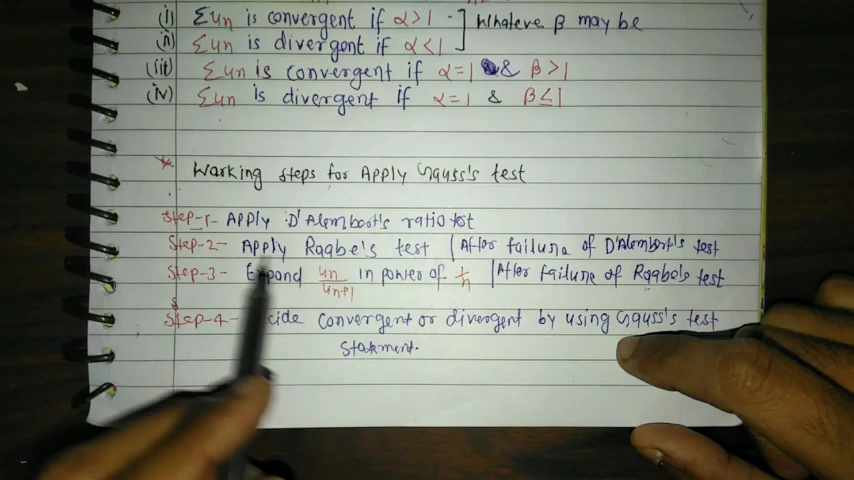 (i) Σun is convergent if α>1 ] Whateve β may be
(ii) Σun is divergent if α<1
(iii) Σun is convergent if α=1 & β>1
(iv) Σun is divergent if α=1 & β≤1
* Working steps for Apply Gauss's test
Step-1- Apply D'Alembert's ratio test
Step-2- Apply Raabe's test | After failure of D'Alembert's test
Step-3- Expand un/un+1 in power of 1/n | After failure of Raabe's test
Step-4- cide convergent or divergent by using Gauss's test
Statement.